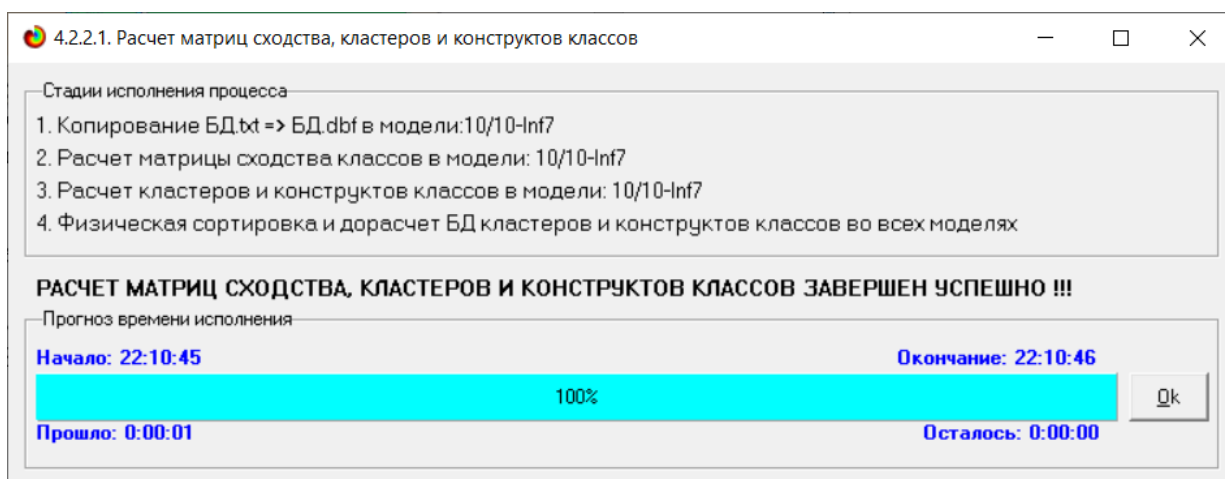 4.2.2.1. Расчет матриц сходства, кластеров и конструктов классов
Стадии исполнения процесса
1. Копирование БД.txt => БД.dbf в модели:10/10-Inf7
2. Расчет матрицы сходства классов в модели: 10/10-Inf7
3. Расчет кластеров и конструктов классов в модели: 10/10-Inf7
4. Физическая сортировка и дорасчет БД кластеров и конструктов классов во всех моделях
РАСЧЕТ МАТРИЦ СХОДСТВА, КЛАСТЕРОВ И КОНСТРУКТОВ КЛАССОВ ЗАВЕРШЕН УСПЕШНО !!!
Прогноз времени исполнения
Начало: 22:10:45 Окончание: 22:10:46
100% Ok
Прошло: 0:00:01 Осталось: 0:00:00